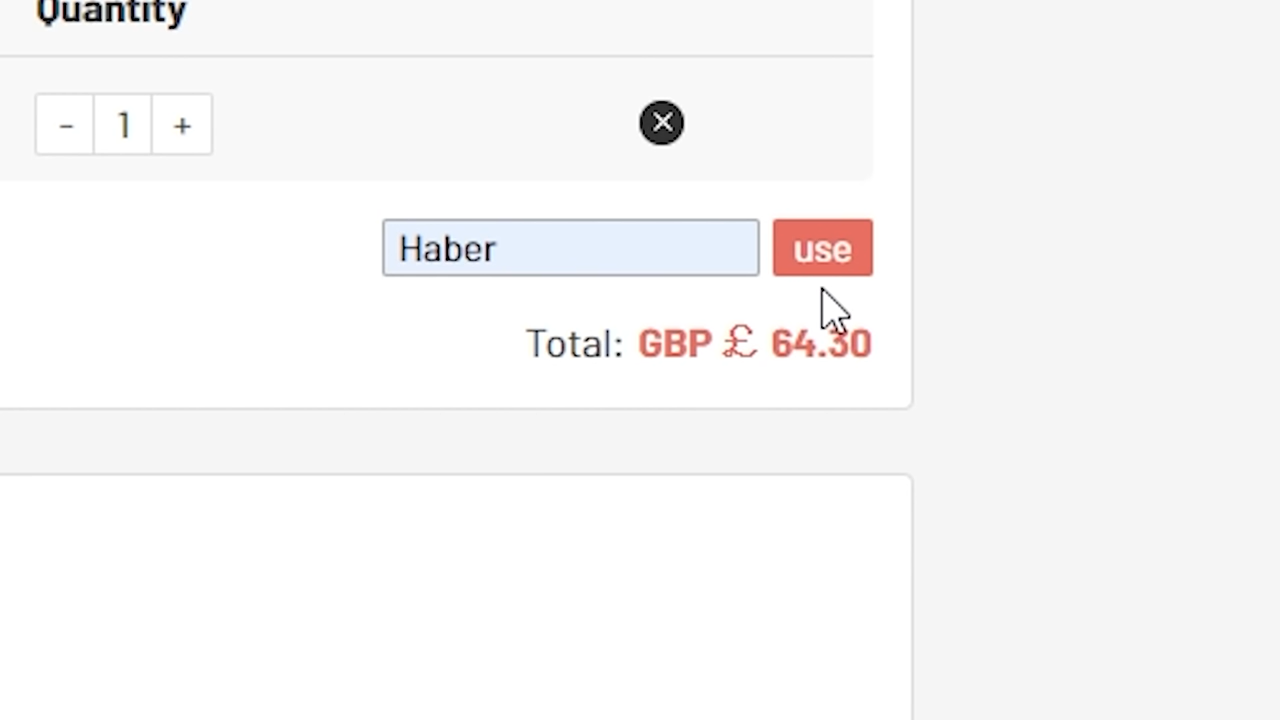 Quantity
- 1 +
Haber
use
Total: GBP £ 64.30